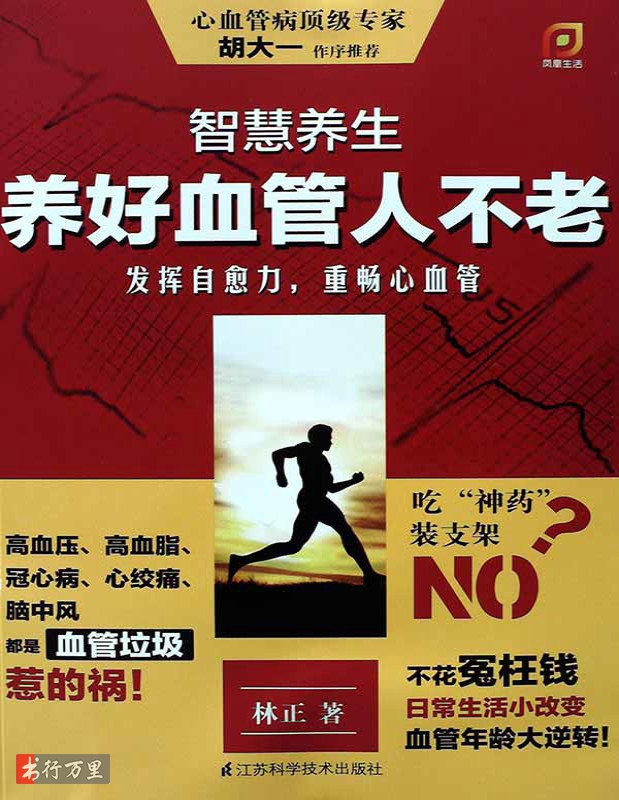 心血管病顶级专家
胡大一 作序推荐
凤凰生活
智慧养生
养好血管人不老
发挥自愈力，重畅心血管
吃“神药”
装支架
NO?
高血压、高血脂、
冠心病、心绞痛、
脑中风
都是 血管垃圾
惹的祸！
不花冤枉钱
日常生活小改变
血管年龄大逆转！
林正 著
江苏科学技术出版社
书行万里